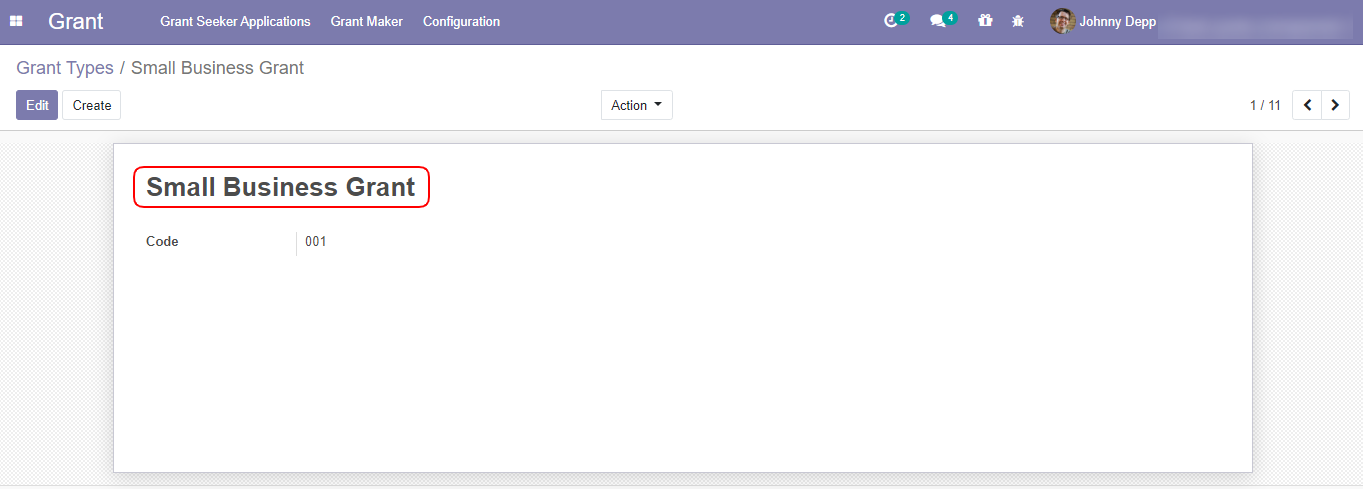 Grant Grant Seeker Applications Grant Maker Configuration 2 4 Johnny Depp
Grant Types / Small Business Grant
Edit Create Action 1 / 11
Small Business Grant
Code 001